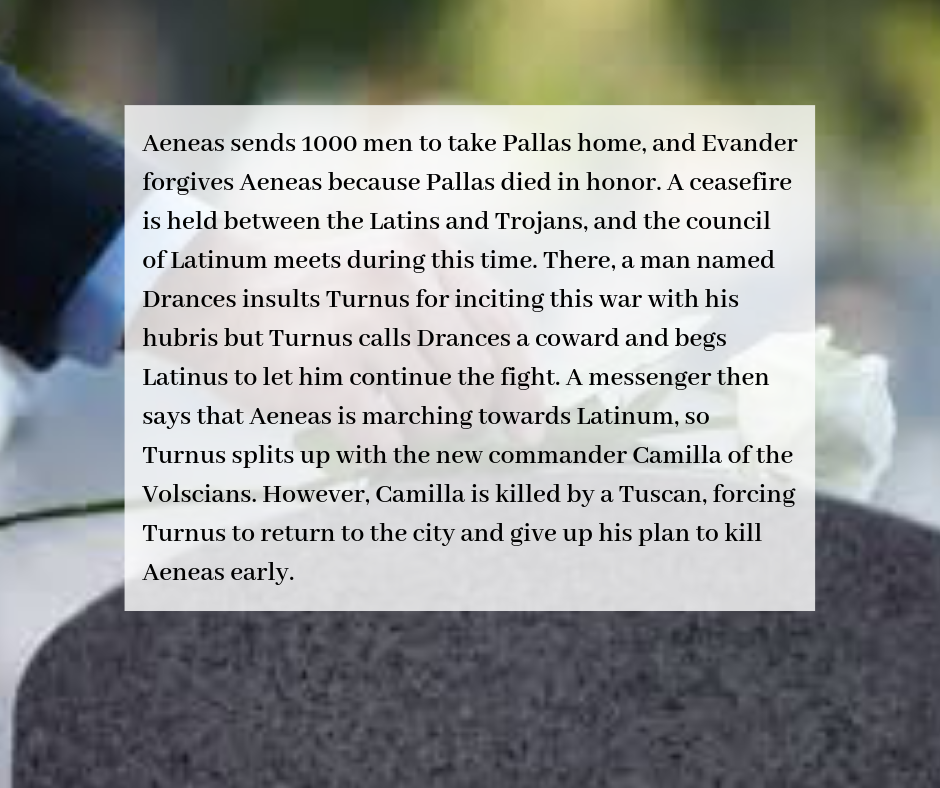 Aeneas sends 1000 men to take Pallas home, and Evander
forgives Aeneas because Pallas died in honor. A ceasefire
is held between the Latins and Trojans, and the council
of Latinum meets during this time. There, a man named
Drances insults Turnus for inciting this war with his
hubris but Turnus calls Drances a coward and begs
Latinus to let him continue the fight. A messenger then
says that Aeneas is marching towards Latinum, so
Turnus splits up with the new commander Camilla of the
Volscians. However, Camilla is killed by a Tuscan, forcing
Turnus to return to the city and give up his plan to kill
Aeneas early.